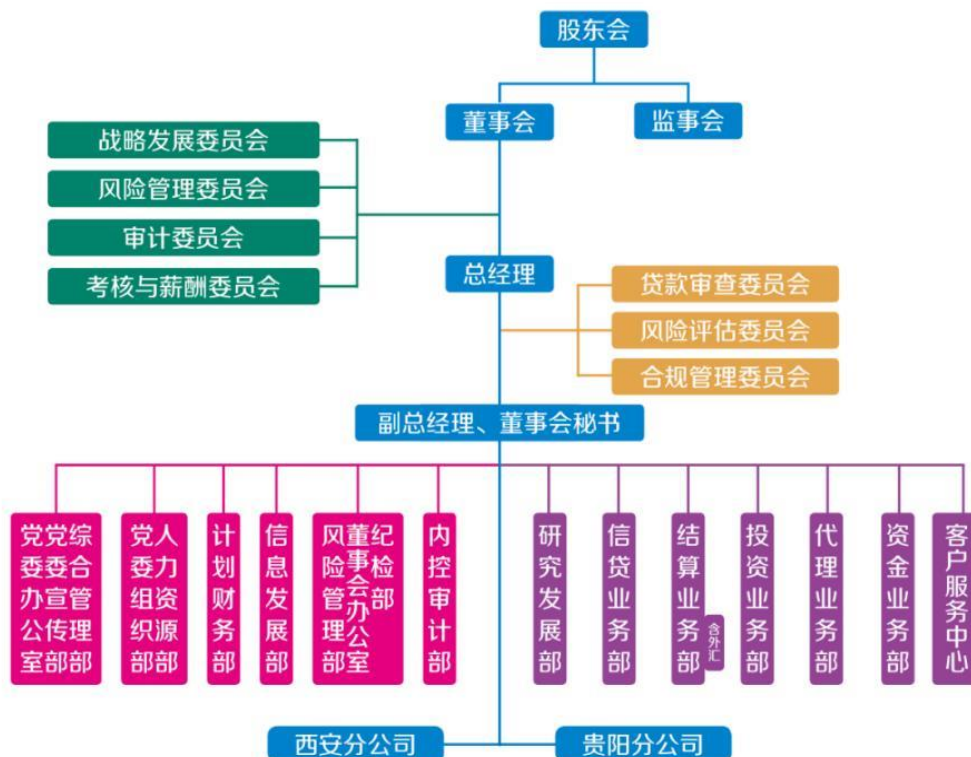 股东会
董事会
监事会
战略发展委员会
风险管理委员会
审计委员会
考核与薪酬委员会
总经理
贷款审查委员会
风险评估委员会
合规管理委员会
副总经理、董事会秘书
党委办公室
党委宣传部
综合管理部
党委组织部
人力资源部
计划财务部
信息发展部
风险管理部
董事会办公室
纪检部
内控审计部
研究发展部
信贷业务部
结算业务部
含外汇
投资业务部
代理业务部
资金业务部
客户服务中心
西安分公司
贵阳分公司